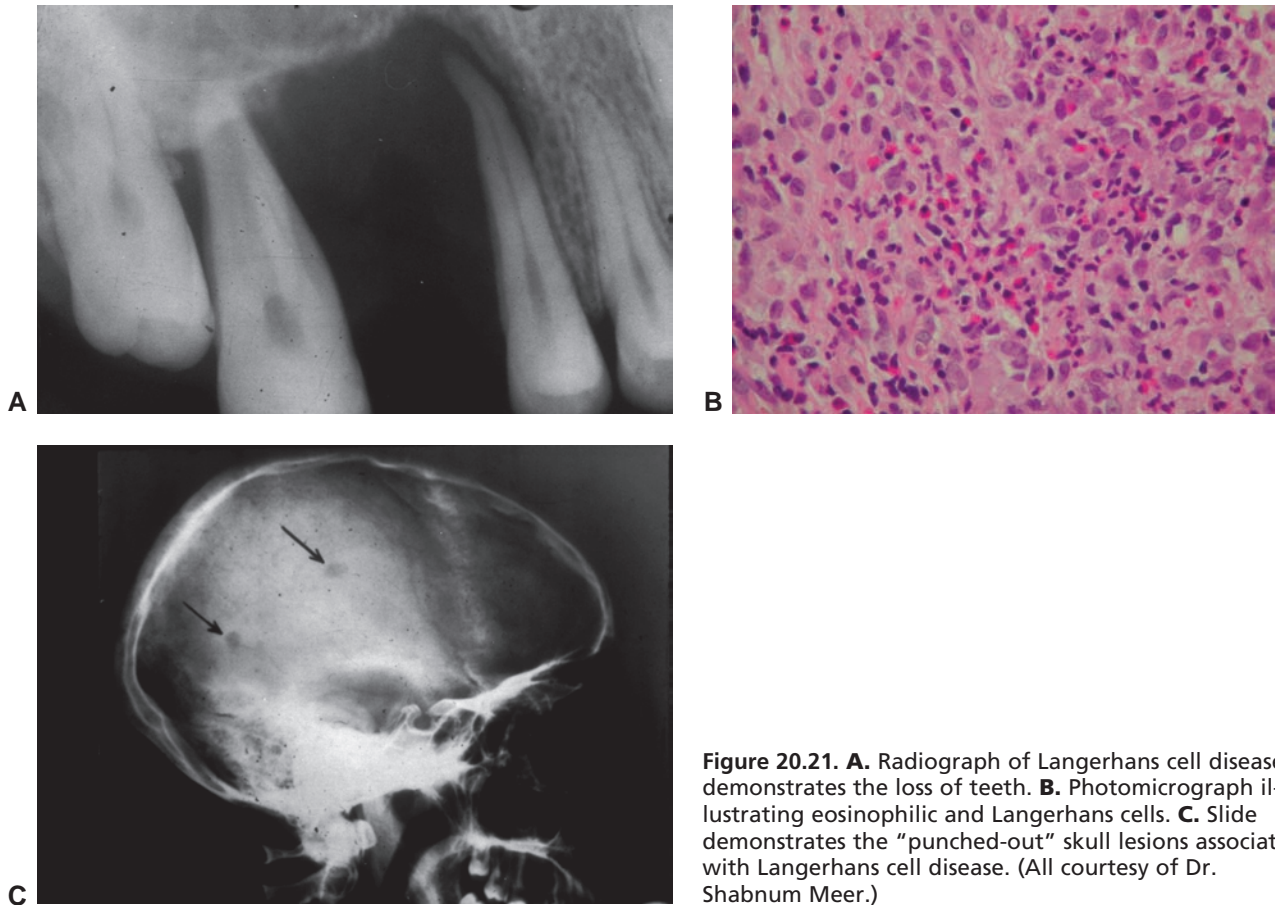 A
B
C
Figure 20.21. A. Radiograph of Langerhans cell disease
demonstrates the loss of teeth. B. Photomicrograph il-
lustrating eosinophilic and Langerhans cells. C. Slide
demonstrates the “punched-out” skull lesions associat
with Langerhans cell disease. (All courtesy of Dr.
Shabnum Meer.)